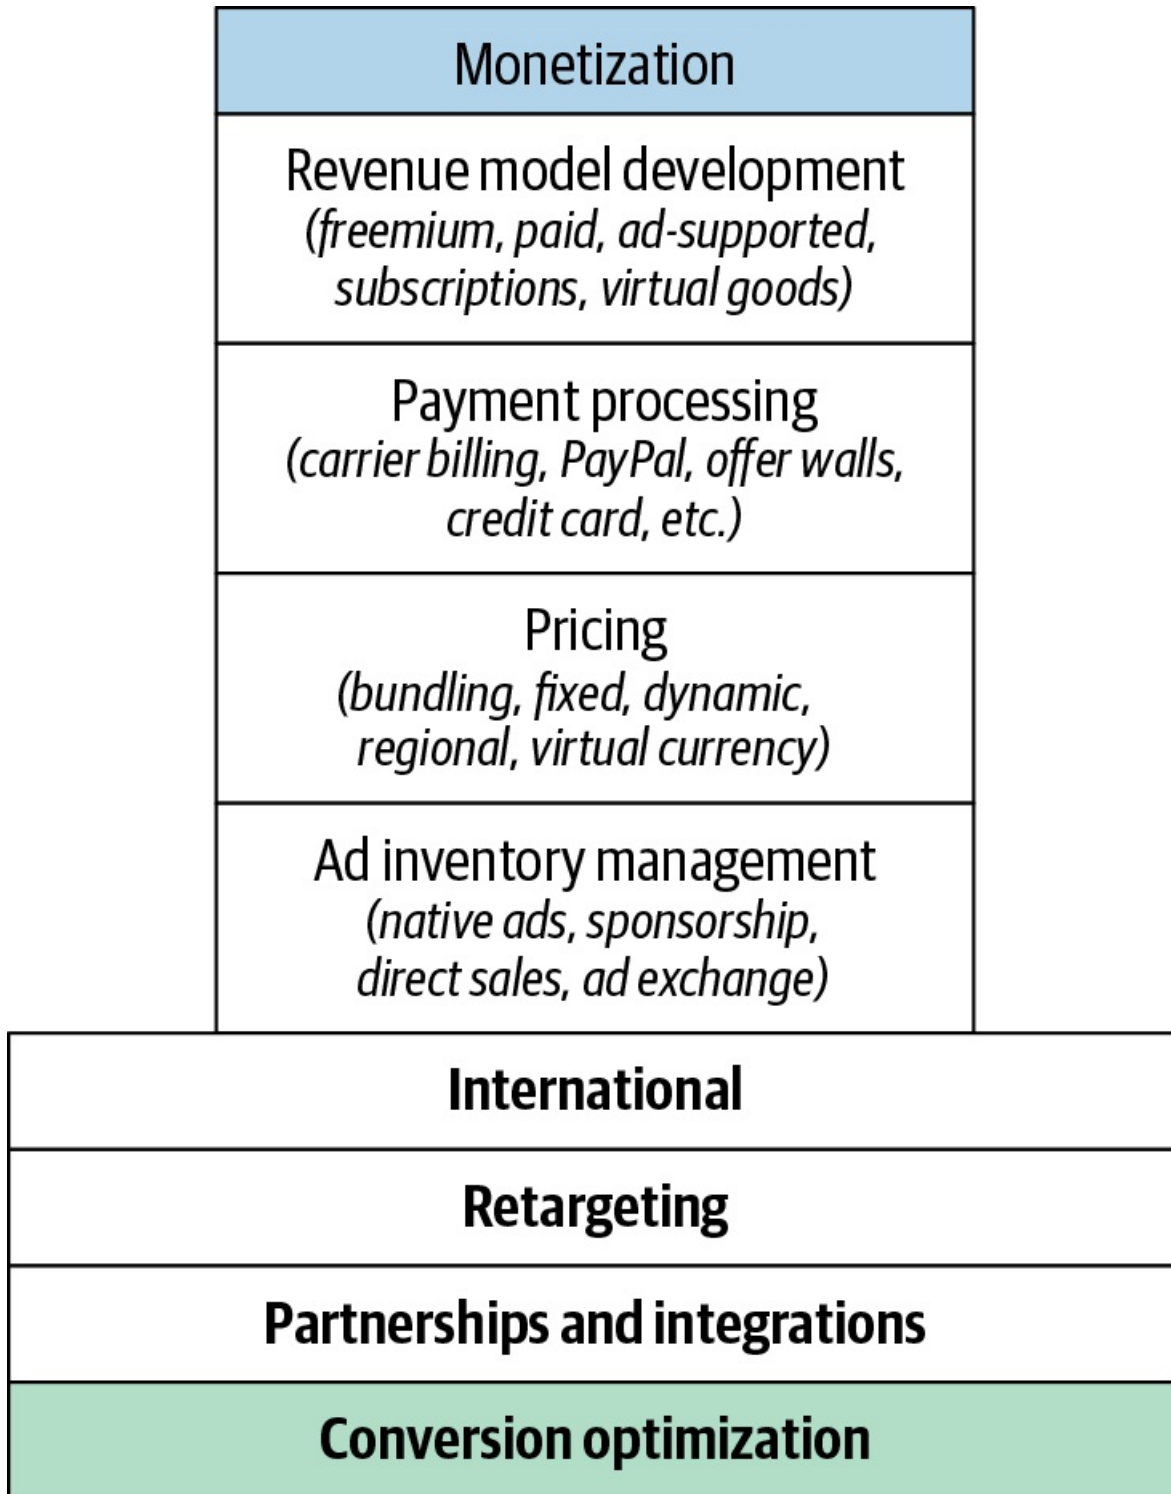 Monetization
Revenue model development
(freemium, paid, ad-supported,
subscriptions, virtual goods)
Payment processing
(carrier billing, PayPal, offer walls,
credit card, etc.)
Pricing
(bundling, fixed, dynamic,
regional, virtual currency)
Ad inventory management
(native ads, sponsorship,
direct sales, ad exchange)
International
Retargeting
Partnerships and integrations
Conversion optimization